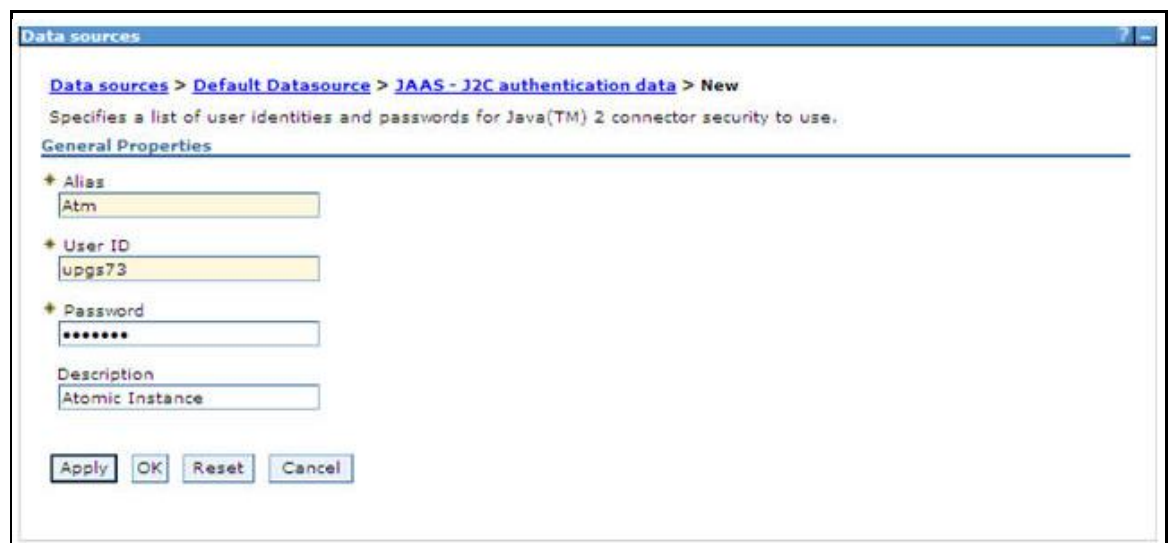 Data sources ? -
Data sources > Default Datasource > JAAS - J2C authentication data > New
Specifies a list of user identities and passwords for Java(TM) 2 connector security to use.
General Properties
* Alias
Atm
* User ID
upgs73
* Password
•••••••
Description
Atomic Instance
Apply OK Reset Cancel